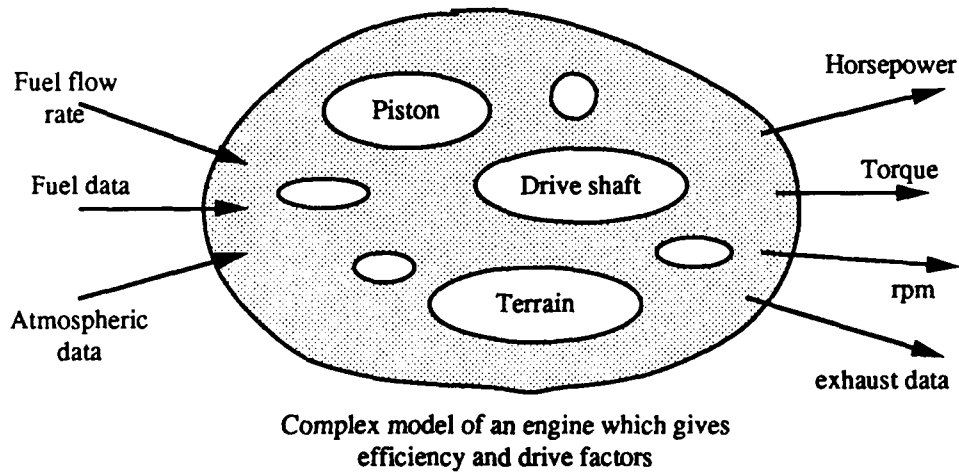 Fuel flow
rate
Fuel data
Atmospheric
data
Piston
Drive shaft
Terrain
Horsepower
Torque
rpm
exhaust data
Complex model of an engine which gives
efficiency and drive factors